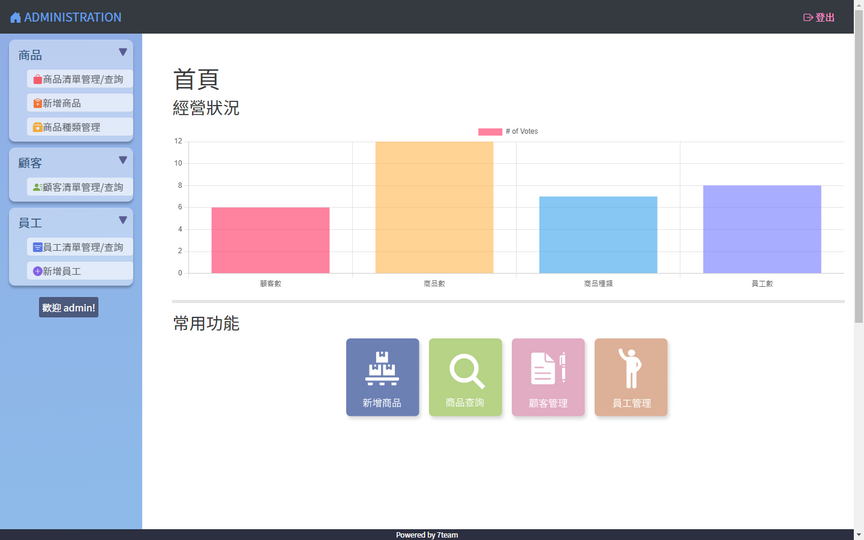 ADMINISTRATION
登出
商品
商品清單管理/查詢
新增商品
商品種類管理
顧客
顧客清單管理/查詢
員工
員工清單管理/查詢
新增員工
歡迎 admin!
首頁
經營狀況
# of Votes
12
10
8
6
4
2
0
顧客數
商品數
商品種類
員工數
常用功能
新增商品
商品查詢
顧客管理
員工管理
Powered by 7team